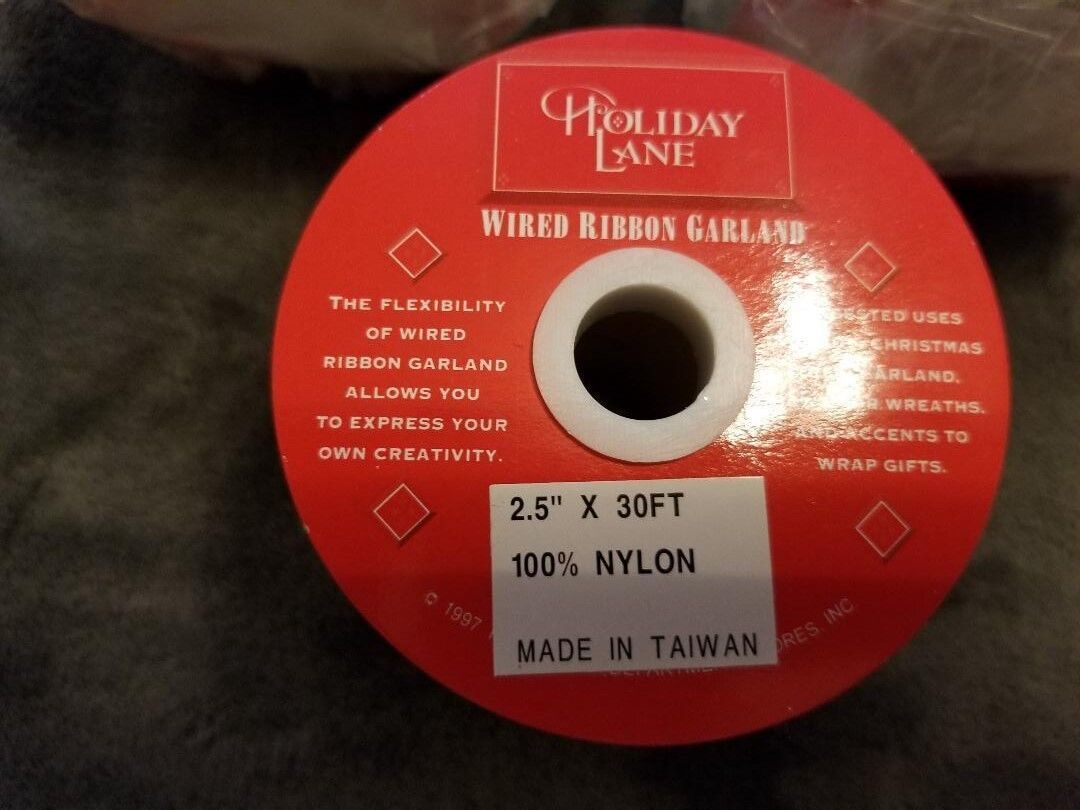 HOLIDAY
LANE
WIRED RIBBON GARLAND
THE FLEXIBILITY
OF WIRED
RIBBON GARLAND
ALLOWS YOU
TO EXPRESS YOUR
OWN CREATIVITY.
USES
CHRISTMAS
GARLAND.
WREATHS.
ACCENTS TO
WRAP GIFTS.
2.5" X 30FT
100% NYLON
MADE IN TAIWAN
© 1997
INC.